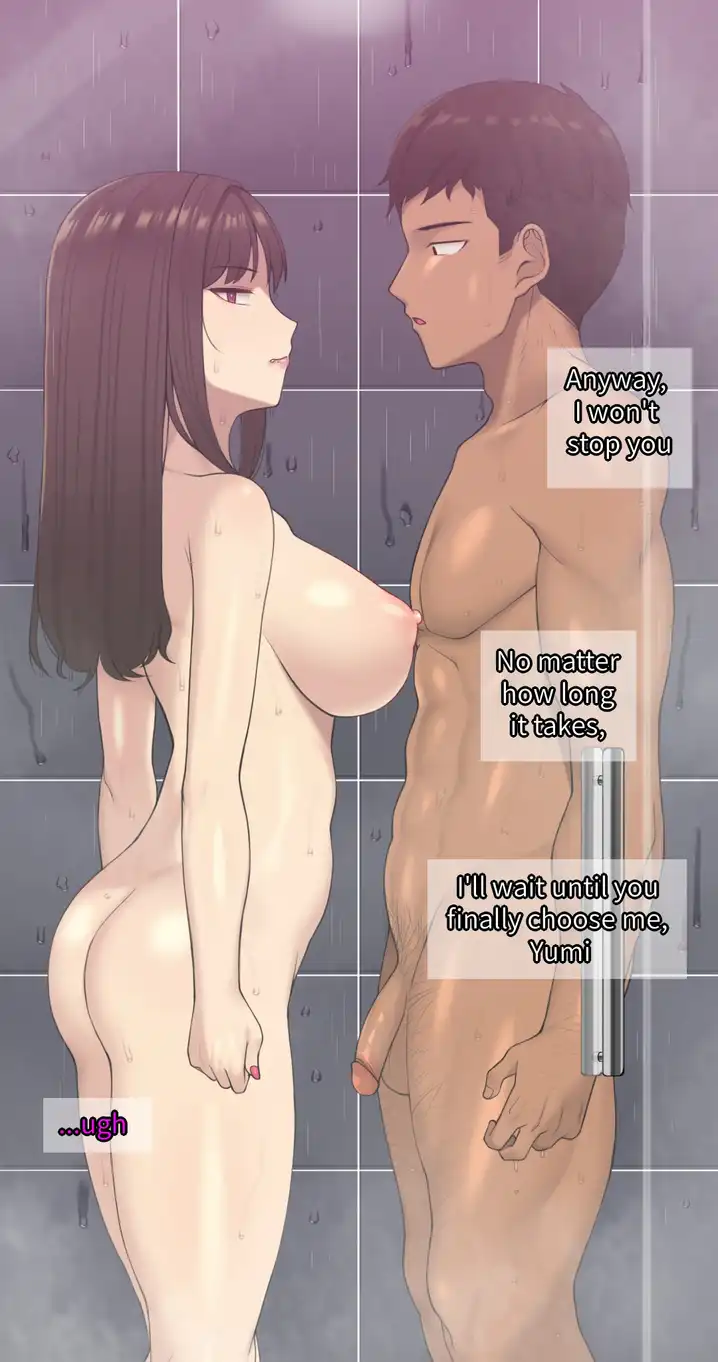 Anyway,
I won't
stop you
No matter
how long
it takes,
I'll wait until you
finally choose me,
Yumi
...ugh